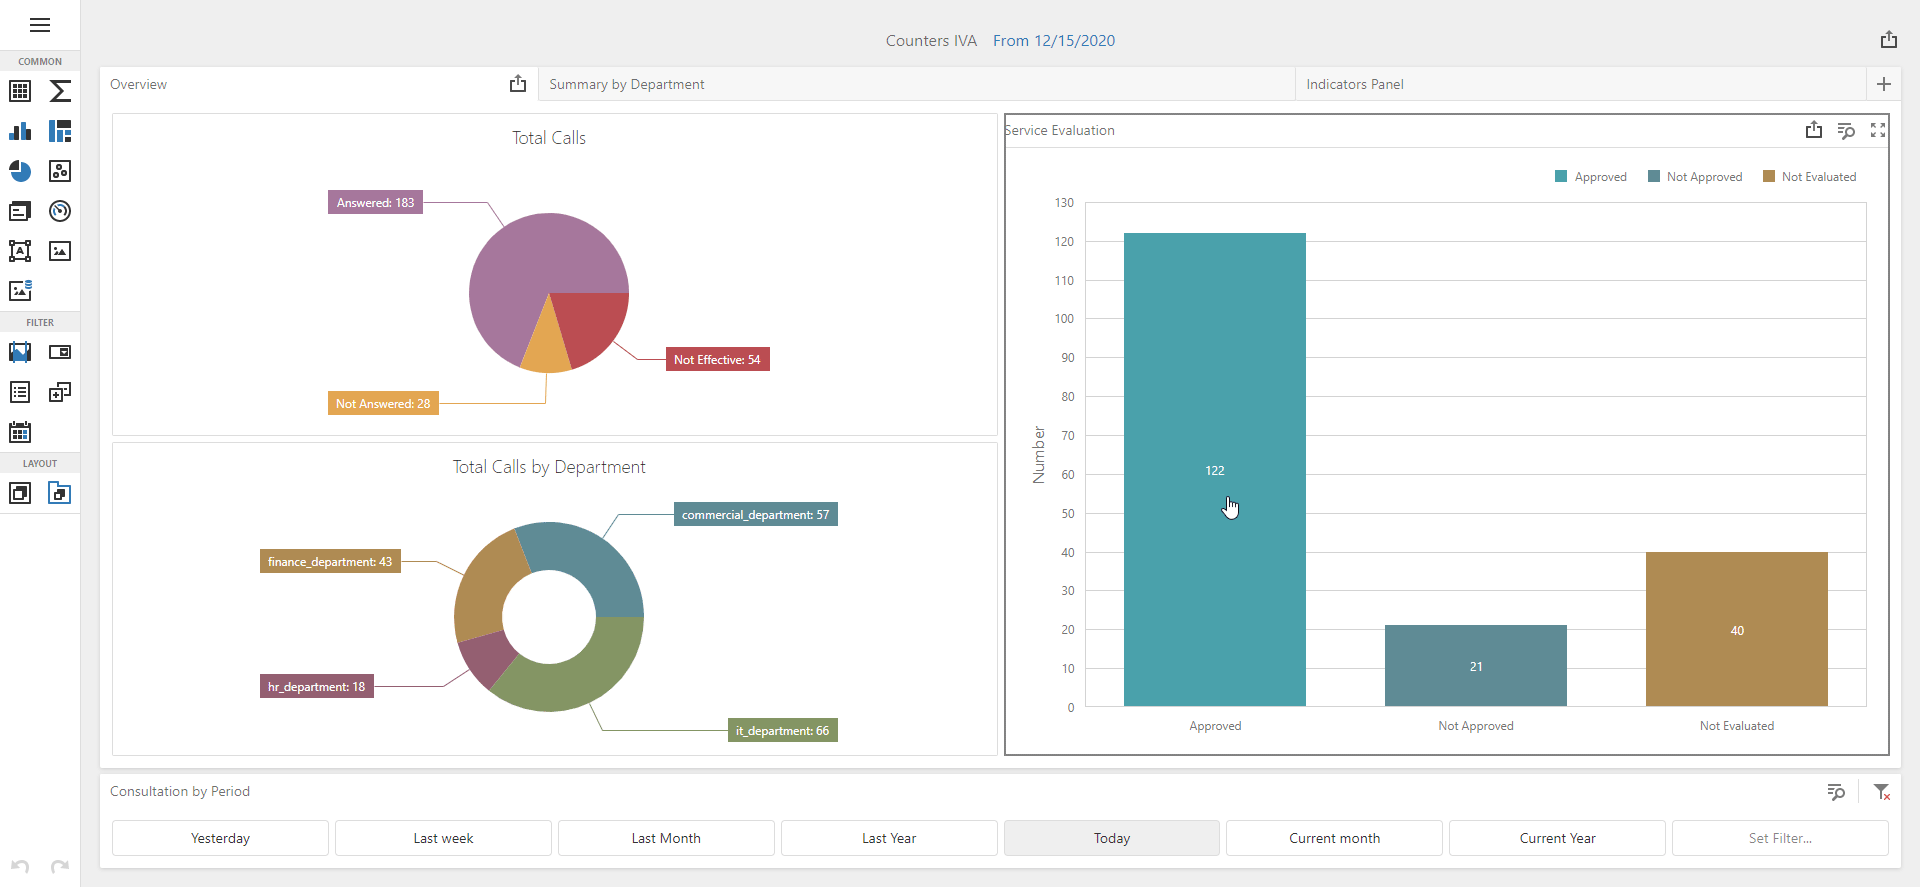 Counters IVA From 12/15/2020
COMMON
FILTER
LAYOUT
Overview
Summary by Department
Indicators Panel
Total Calls
Answered: 183
Not Effective: 54
Not Answered: 28
Total Calls by Department
commercial_department: 57
finance_department: 43
hr_department: 18
it_department: 66
Service Evaluation
Approved Not Approved Not Evaluated
Number
130
120
110
100
90
80
70
60
50
40
30
20
10
0
122
21
40
Approved Not Approved Not Evaluated
Consultation by Period
Yesterday Last week Last Month Last Year Today Current month Current Year Set Filter...